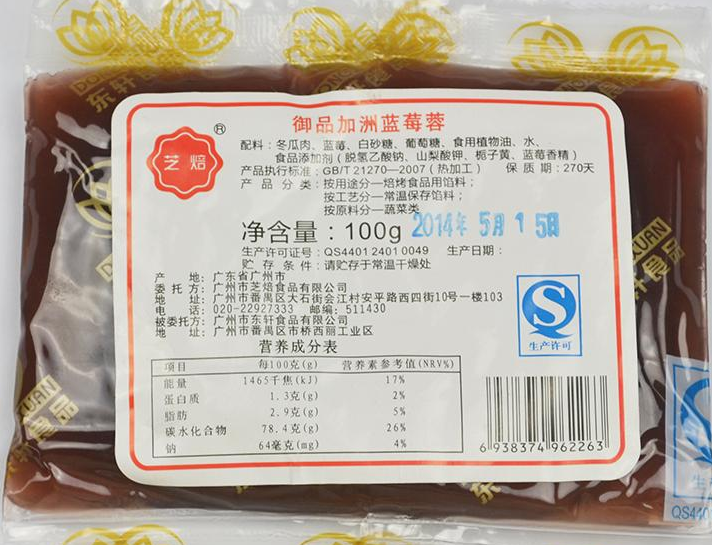 东轩食品
芝焙®
御品加洲蓝莓蓉
配料：冬瓜肉、蓝莓、白砂糖、葡萄糖、食用植物油、水、
食品添加剂（脱氢乙酸钠、山梨酸钾、栀子黄、蓝莓香精）
产品执行标准：GB/T 21270—2007（热加工） 保质期：270天
产品分类：按用途分—焙烤食品用馅料；
按工艺分—常温保存馅料；
按原料分—蔬菜类
净含量：100g 2014年 5月 15日
生产许可证号：QS4401 2401 0049 生产日期：
贮存条件：请贮存于常温干燥处
产地：广东省广州市
委托方：广州市芝焙食品有限公司
地址：广州市番禺区大石街会江村安平路西四街10号一楼103
电话：020-22927333 邮编：511430
被委托方：广州市东轩食品有限公司
地址：广州市番禺区市桥西丽工业区
QS
生产许可
营养成分表
项目 每100克(g) 营养素参考值(NRV%)
能量 1465千焦(kJ) 17%
蛋白质 1.3克(g) 2%
脂肪 2.9克(g) 5%
碳水化合物 78.4克(g) 26%
钠 64毫克(mg) 4%
6 938374 962263
QS440